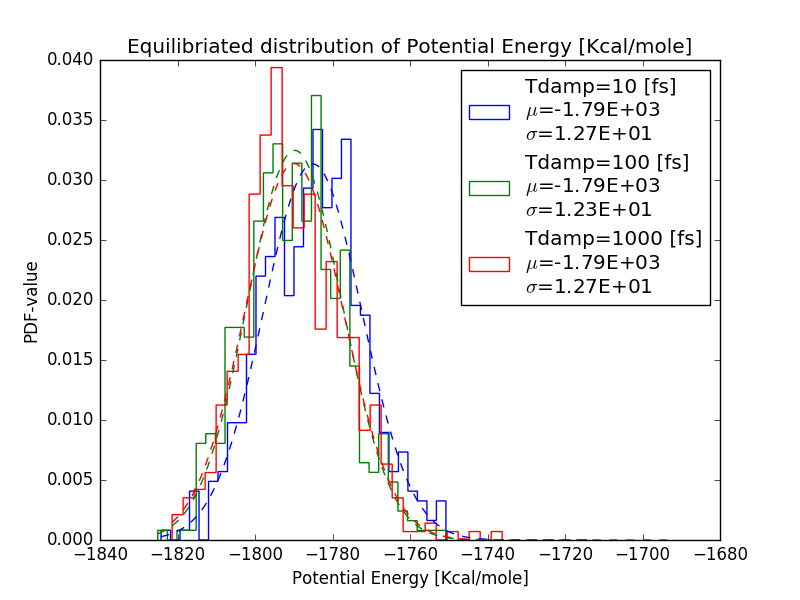 Equilibriated distribution of Potential Energy [Kcal/mole]
0.040
0.035
0.030
0.025
0.020
0.015
0.010
0.005
0.000
PDF-value
Tdamp=10 [fs]
μ=-1.79E+03
σ=1.27E+01
Tdamp=100 [fs]
μ=-1.79E+03
σ=1.23E+01
Tdamp=1000 [fs]
μ=-1.79E+03
σ=1.27E+01
−1840 −1820 −1800 −1780 −1760 −1740 −1720 −1700 −1680
Potential Energy [Kcal/mole]